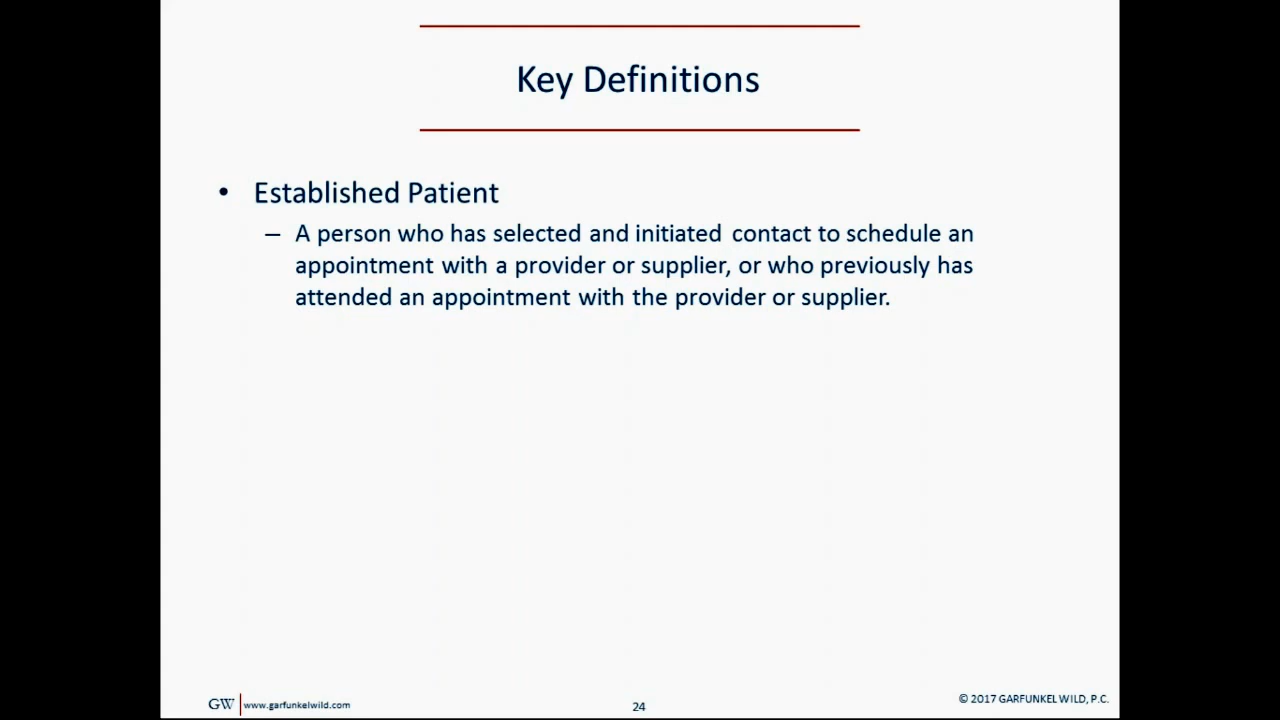 Key Definitions
• Established Patient
– A person who has selected and initiated contact to schedule an
appointment with a provider or supplier, or who previously has
attended an appointment with the provider or supplier.
GW www.garfunkelwild.com
24
© 2017 GARFUNKEL WILD, P.C.